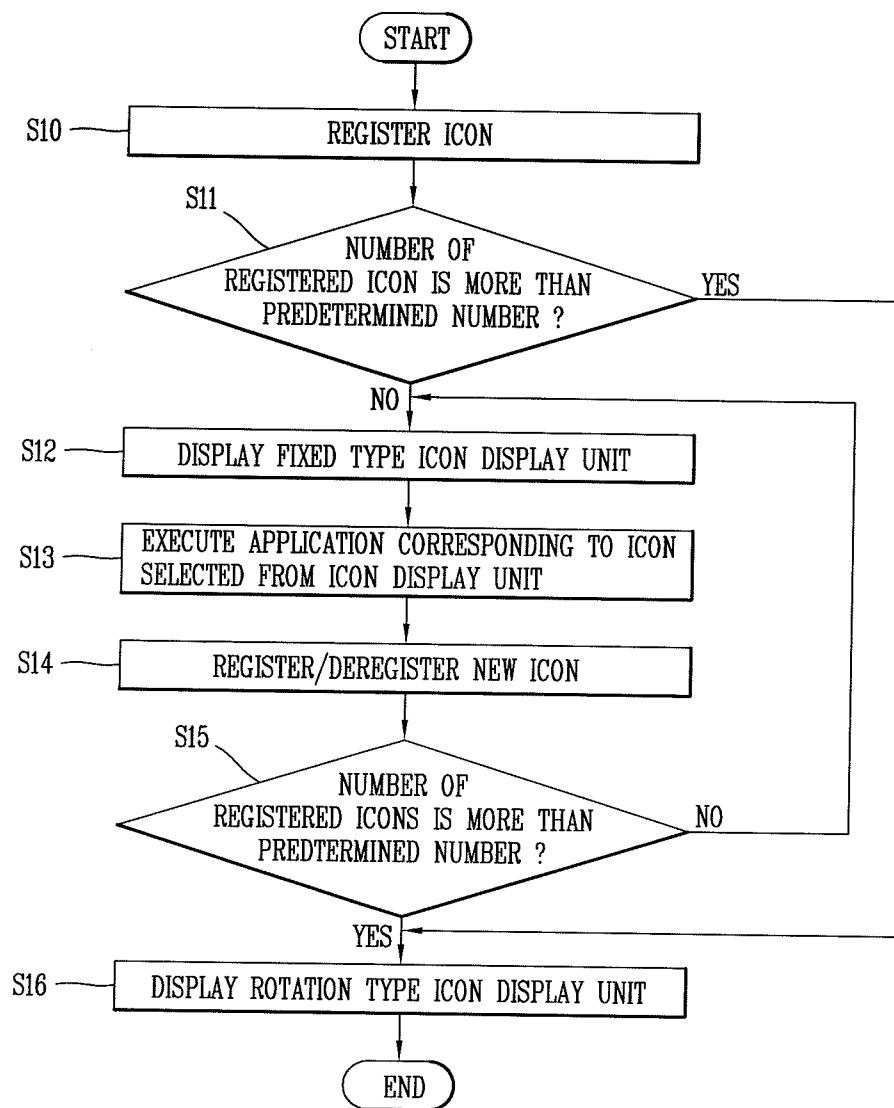 START
S10
REGISTER ICON
S11
NUMBER OF
REGISTERED ICON IS MORE THAN
PREDETERMINED NUMBER ?
YES
NO
S12
DISPLAY FIXED TYPE ICON DISPLAY UNIT
S13
EXECUTE APPLICATION CORRESPONDING TO ICON
SELECTED FROM ICON DISPLAY UNIT
S14
REGISTER/DEREGISTER NEW ICON
S15
NUMBER OF
REGISTERED ICONS IS MORE THAN
PREDTERMINED NUMBER ?
NO
YES
S16
DISPLAY ROTATION TYPE ICON DISPLAY UNIT
END